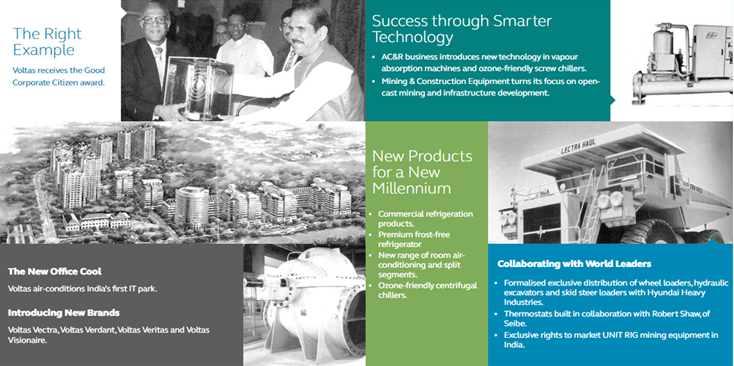 The Right
Example
Voltas receives the Good
Corporate Citizen award.
Success through Smarter
Technology
• AC&R business introduces new technology in vapour
absorption machines and ozone-friendly screw chillers.
• Mining & Construction Equipment turns its focus on open-
cast mining and infrastructure development.
New Products
for a New
Millennium
• Commercial refrigeration
products.
• Premium frost-free
refrigerator
• New range of room air-
conditioning and split
segments.
• Ozone-friendly centrifugal
chillers.
LECTRA HAUL
The New Office Cool
Voltas air-conditions India's first IT park.
Introducing New Brands
Voltas Vectra, Voltas Verdant, Voltas Veritas and Voltas
Visionaire.
Collaborating with World Leaders
• Formalised exclusive distribution of wheel loaders, hydraulic
excavators and skid steer loaders with Hyundai Heavy
Industries.
• Thermostats built in collaboration with Robert Shaw, of
Seibe.
• Exclusive rights to market UNIT RIG mining equipment in
India.